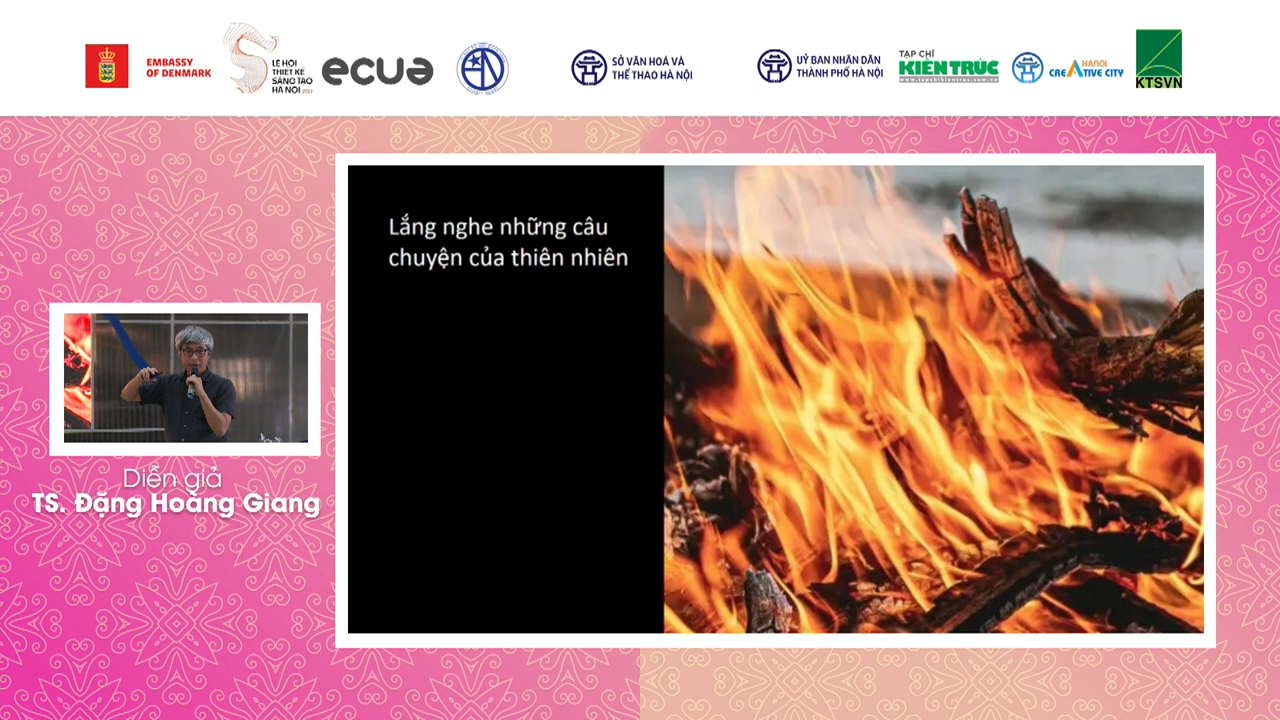 EMBASSY
OF DENMARK
LỄ HỘI
THIẾT KẾ
SÁNG TẠO
HÀ NỘI 2023
ecua
SỞ VĂN HOÁ VÀ
THỂ THAO HÀ NỘI
UỶ BAN NHÂN DÂN
THÀNH PHỐ HÀ NỘI
TẠP CHÍ
KIẾN TRÚC
HANOI
CREATIVE CITY
KTSVN
Lắng nghe những câu
chuyện của thiên nhiên
Diễn giả
TS. Đặng Hoàng Giang